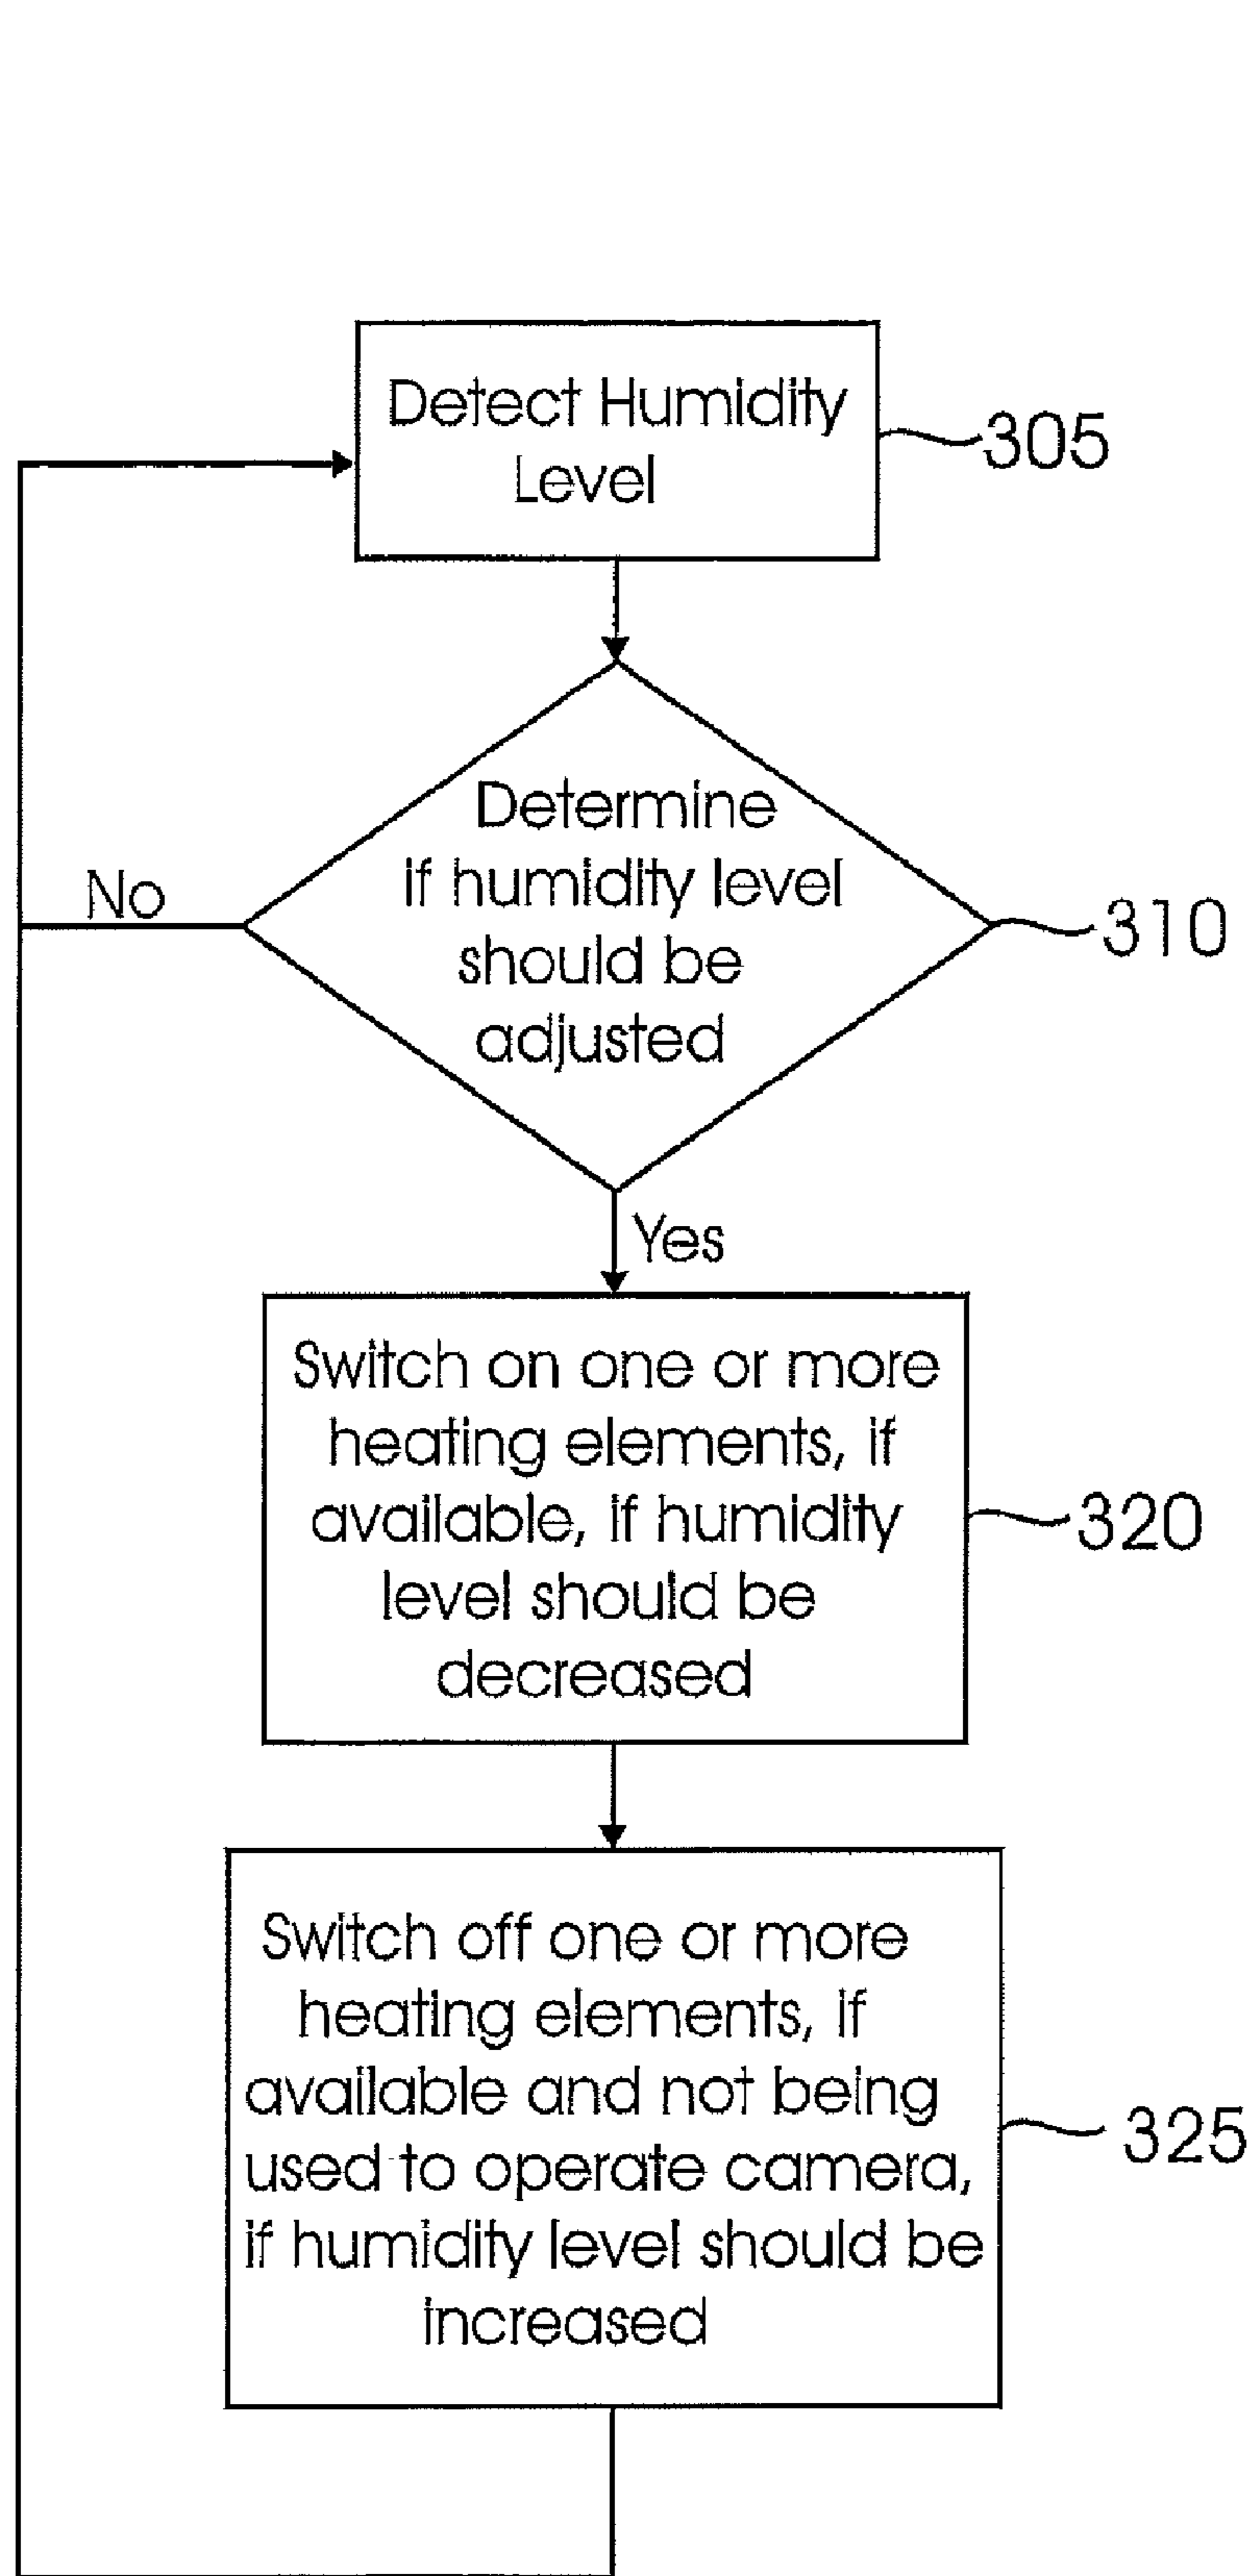 Detect Humidity
Level
305
Determine
if humidity level
should be
adjusted
No
310
Yes
Switch on one or more
heating elements, if
available, if humidity
level should be
decreased
320
Switch off one or more
heating elements, if
available and not being
used to operate camera,
if humidity level should be
increased
325